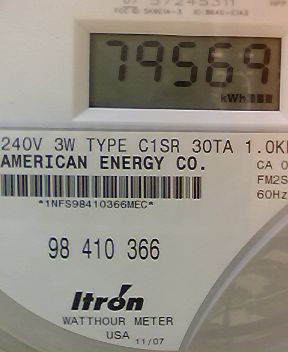 79569
kWh
240V 3W TYPE C1SR 30TA 1.0K
AMERICAN ENERGY CO.
CA 0
FM2S
60Hz
*1NFS98410366MEC*
98 410 366
Itron
WATTHOUR METER
USA 11/07